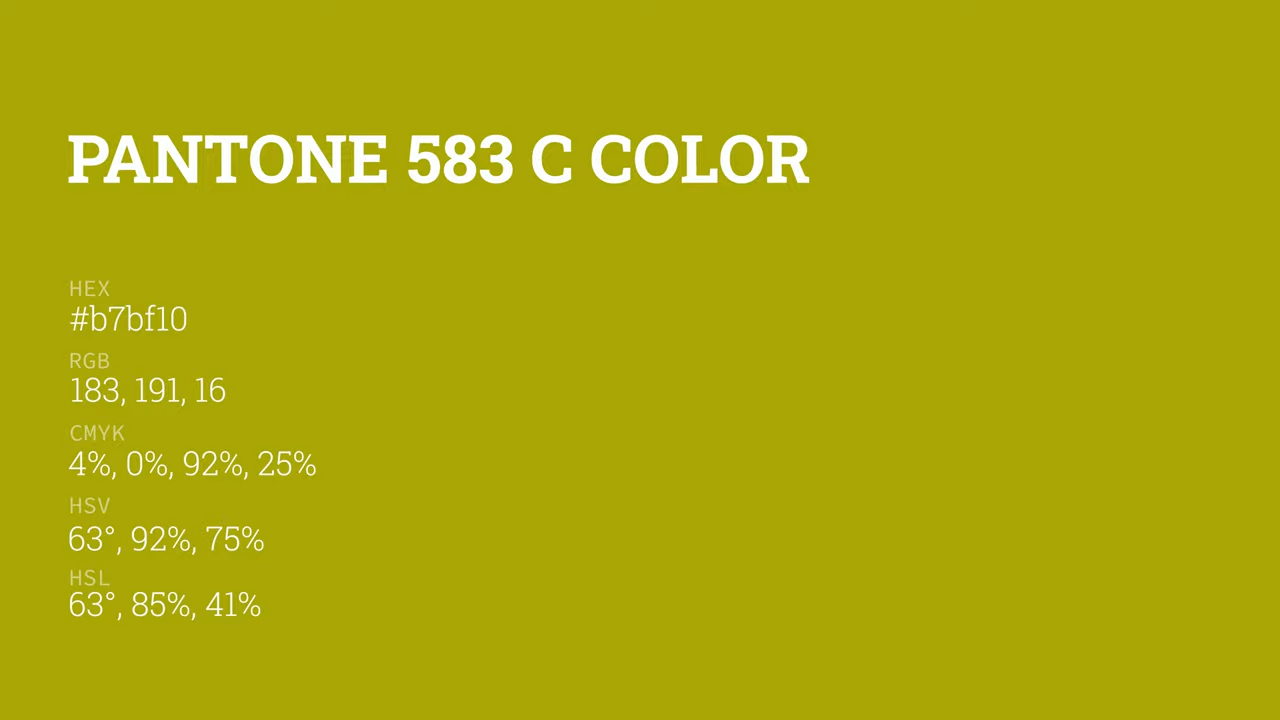 PANTONE 583 C COLOR
HEX
#b7bf10
RGB
183, 191, 16
CMYK
4%, 0%, 92%, 25%
HSV
63°, 92%, 75%
HSL
63°, 85%, 41%